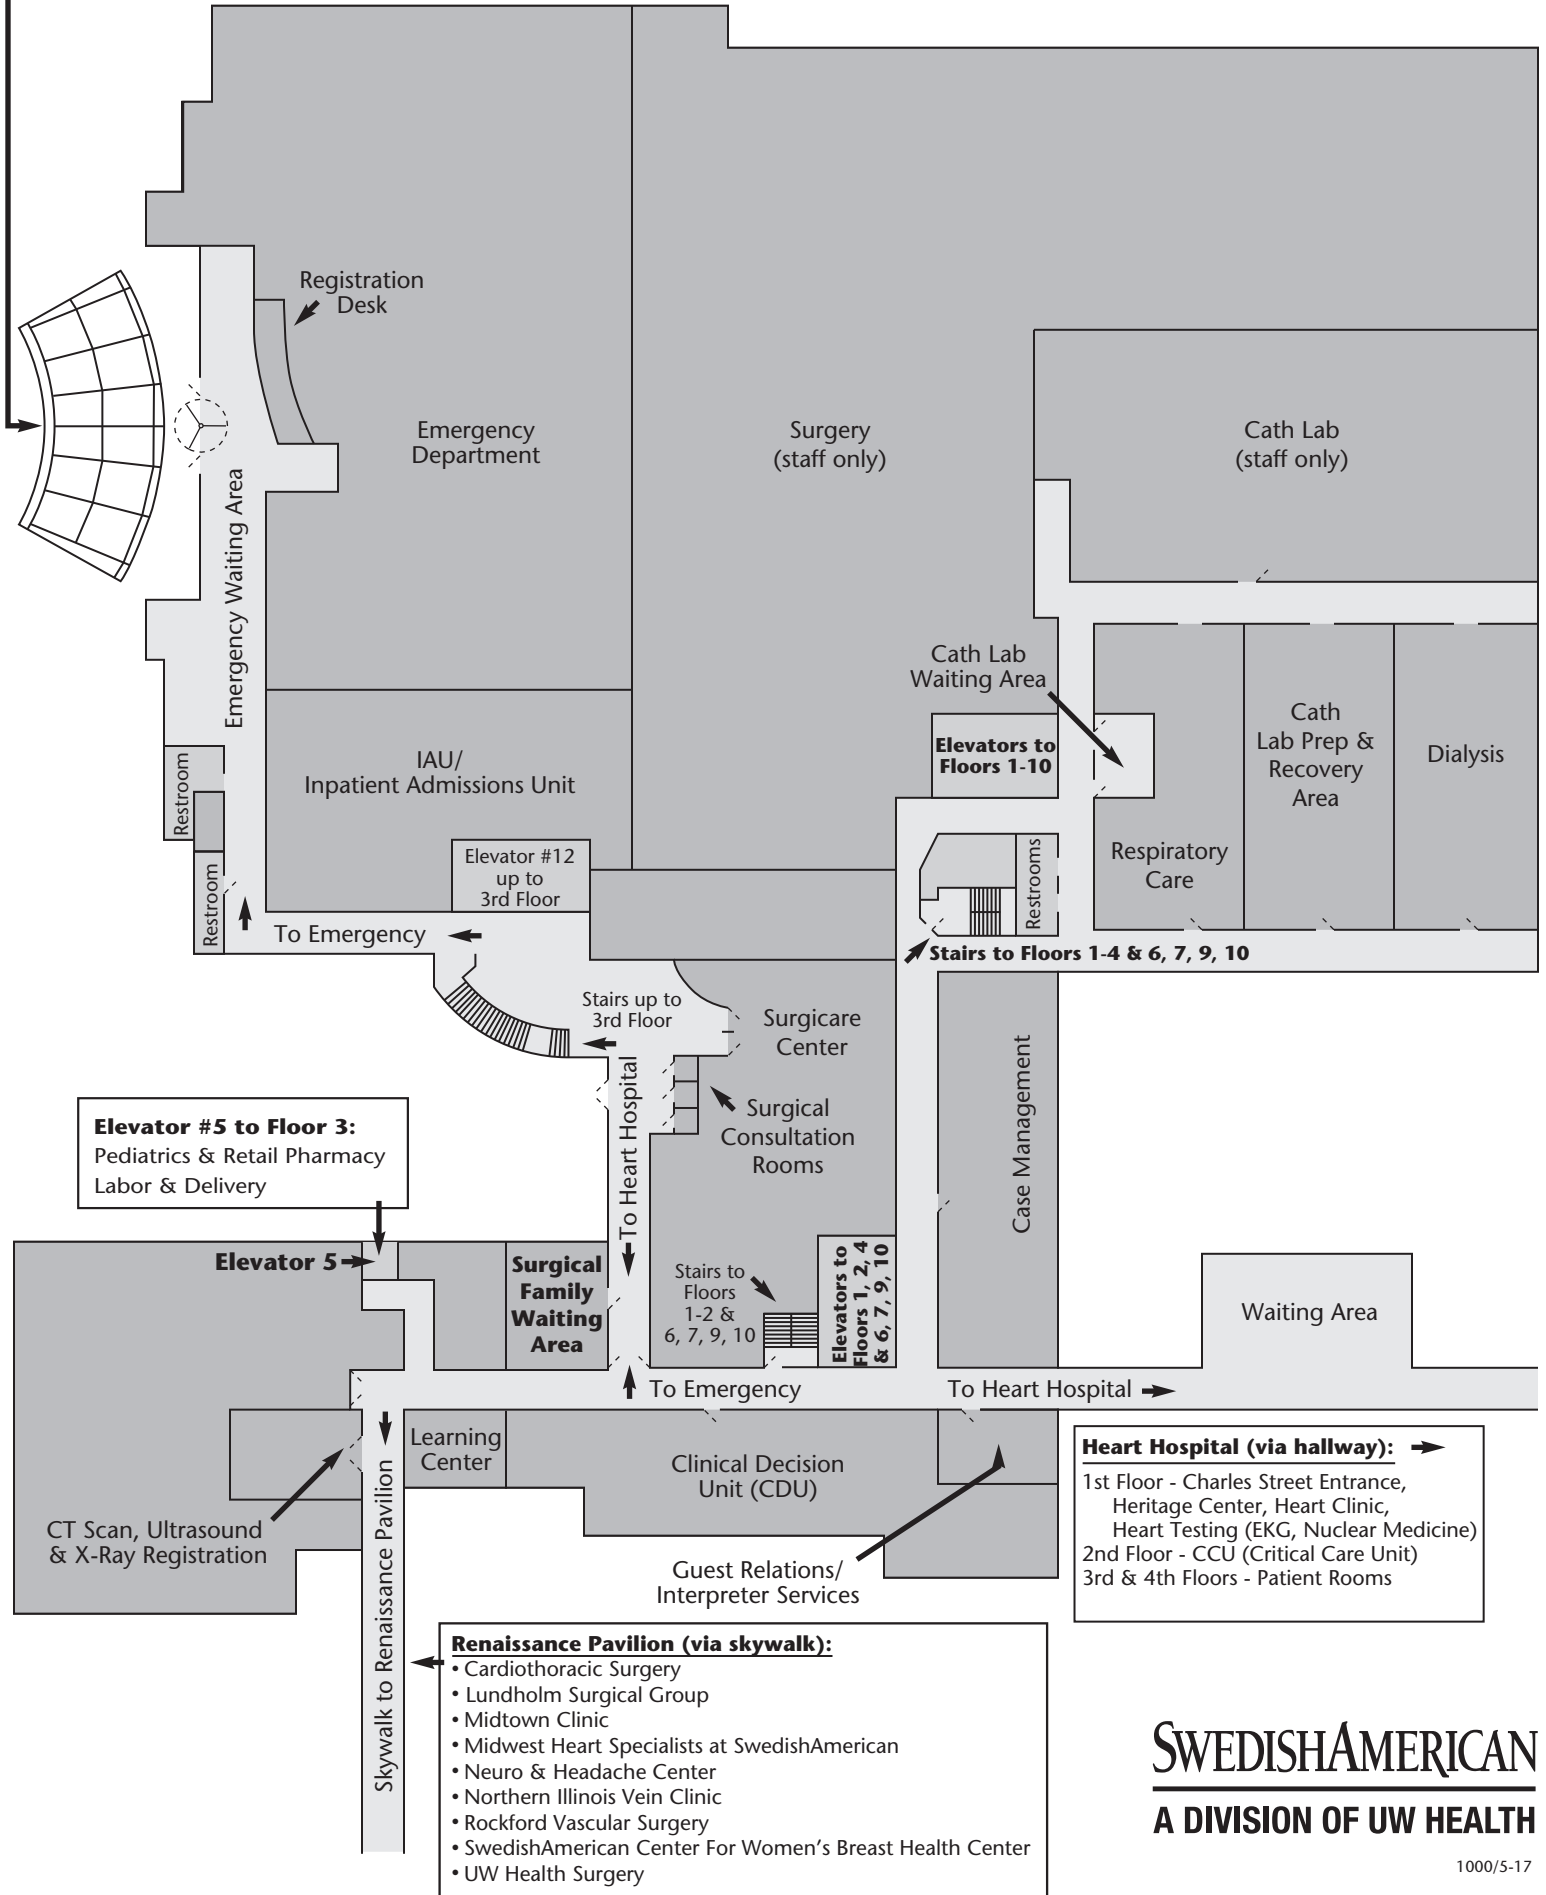 Registration
Desk
Emergency
Department
Surgery
(staff only)
Cath Lab
(staff only)
Emergency Waiting Area
Cath Lab
Waiting Area
Elevators to
Floors 1-10
Cath
Lab Prep &
Recovery
Area
Dialysis
IAU/
Inpatient Admissions Unit
Restroom
Elevator #12
up to
3rd Floor
Restrooms
Respiratory
Care
Restroom
To Emergency
Stairs to Floors 1-4 & 6, 7, 9, 10
Stairs up to
3rd Floor
Surgicare
Center
To Heart Hospital
Surgical
Consultation
Rooms
Case Management
Elevator #5 to Floor 3:
Pediatrics & Retail Pharmacy
Labor & Delivery
Elevator 5
Surgical
Family
Waiting
Area
Stairs to
Floors
1-2 &
6, 7, 9, 10
Elevators to
Floors 1, 2, 4
& 6, 7, 9, 10
Waiting Area
To Emergency
To Heart Hospital
Learning
Center
Clinical Decision
Unit (CDU)
CT Scan, Ultrasound
& X-Ray Registration
Guest Relations/
Interpreter Services
Heart Hospital (via hallway):
1st Floor - Charles Street Entrance,
Heritage Center, Heart Clinic,
Heart Testing (EKG, Nuclear Medicine)
2nd Floor - CCU (Critical Care Unit)
3rd & 4th Floors - Patient Rooms
Skywalk to Renaissance Pavilion
Renaissance Pavilion (via skywalk):
• Cardiothoracic Surgery
• Lundholm Surgical Group
• Midtown Clinic
• Midwest Heart Specialists at SwedishAmerican
• Neuro & Headache Center
• Northern Illinois Vein Clinic
• Rockford Vascular Surgery
• SwedishAmerican Center For Women's Breast Health Center
• UW Health Surgery
SWEDISHAMERICAN
A DIVISION OF UW HEALTH
1000/5-17